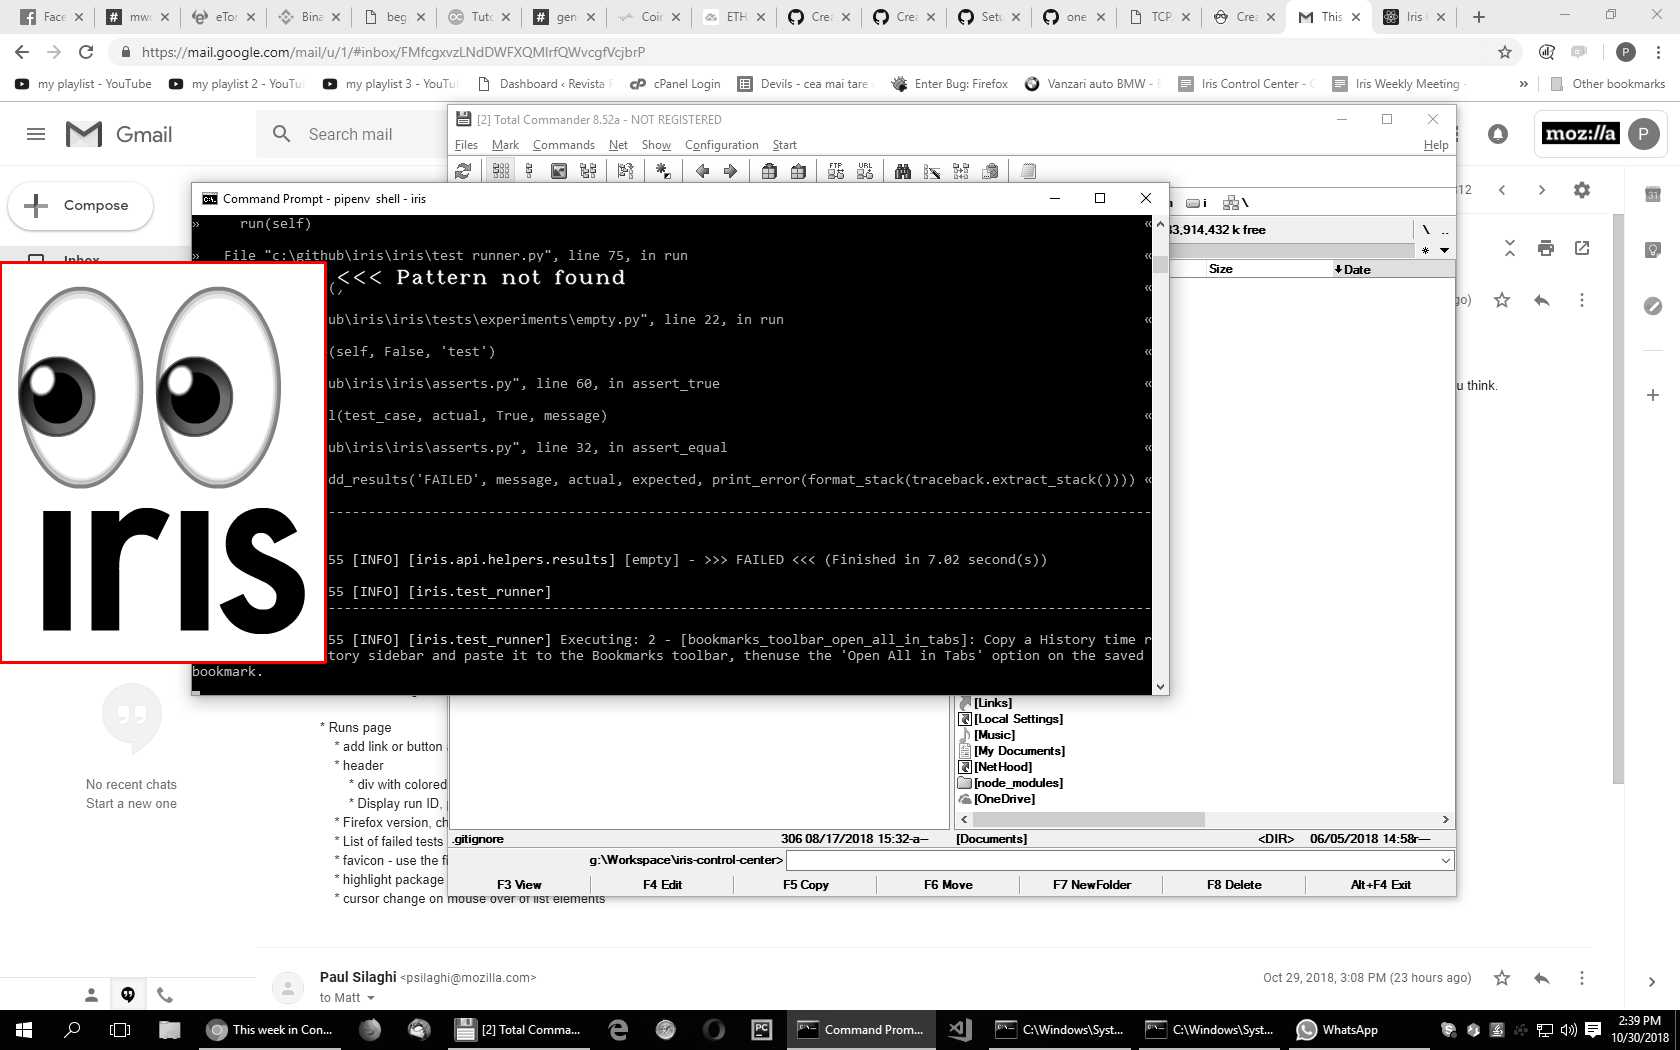 Face
mwc
eTor
Bina
beg
Tuto
gen
Coin
ETH
Crea
Crea
Setu
one
TCP
Crea
This
Iris
https://mail.google.com/mail/u/1/#inbox/FMfcgxvzLNdDWFXQMlrfQWvcgfVcjbrP
P
my playlist - YouTube
my playlist 2 - YouTu
my playlist 3 - YouTu
Dashboard ‹ Revista
cPanel Login
Devils - cea mai tare
Enter Bug: Firefox
Vanzari auto BMW -
Iris Control Center -
Iris Weekly Meeting -
»
Other bookmarks
Gmail
Search mail
moz://a
P
Compose
Inbox
12
[2] Total Commander 8.52a - NOT REGISTERED
Files Mark Commands Net Show Configuration Start Help
FTP URL
i \
3,914,432 k free \ ..
* 
Size Date
Command Prompt - pipenv shell - iris
» run(self) «
» File "c:\github\iris\iris\test_runner.py", line 75, in run «
<<< Pattern not found
ub\iris\iris\tests\experiments\empty.py", line 22, in run «
(self, False, 'test') «
ub\iris\iris\asserts.py", line 60, in assert_true «
l(test_case, actual, True, message) «
ub\iris\iris\asserts.py", line 32, in assert_equal «
dd_results('FAILED', message, actual, expected, print_error(format_stack(traceback.extract_stack()))) «
55 [INFO] [iris.api.helpers.results] [empty] - >>> FAILED <<< (Finished in 7.02 second(s))
55 [INFO] [iris.test_runner]
55 [INFO] [iris.test_runner] Executing: 2 - [bookmarks_toolbar_open_all_in_tabs]: Copy a History time r
tory sidebar and paste it to the Bookmarks toolbar, thenuse the 'Open All in Tabs' option on the saved
bookmark.
iris
go)
u think.
31
No recent chats
Start a new one
* Runs page
* add link or button
* header
* div with colored
* Display run ID,
* Firefox version, ch
* List of failed tests
* favicon - use the fi
* highlight package
* cursor change on mouse over of list elements
[Links]
[Local Settings]
[Music]
[My Documents]
[NetHood]
[node_modules]
[OneDrive]
.gitignore 306 08/17/2018 15:32 -a--
[Documents] <DIR> 06/05/2018 14:58 r---
g:\Workspace\iris-control-center>
F3 View F4 Edit F5 Copy F6 Move F7 NewFolder F8 Delete Alt+F4 Exit
Paul Silaghi <psilaghi@mozilla.com>
Oct 29, 2018, 3:08 PM (23 hours ago)
to Matt
This week in Con...
[2] Total Comma...
PC
Command Prom...
C:\Windows\Syst...
C:\Windows\Syst...
WhatsApp
2:39 PM
10/30/2018